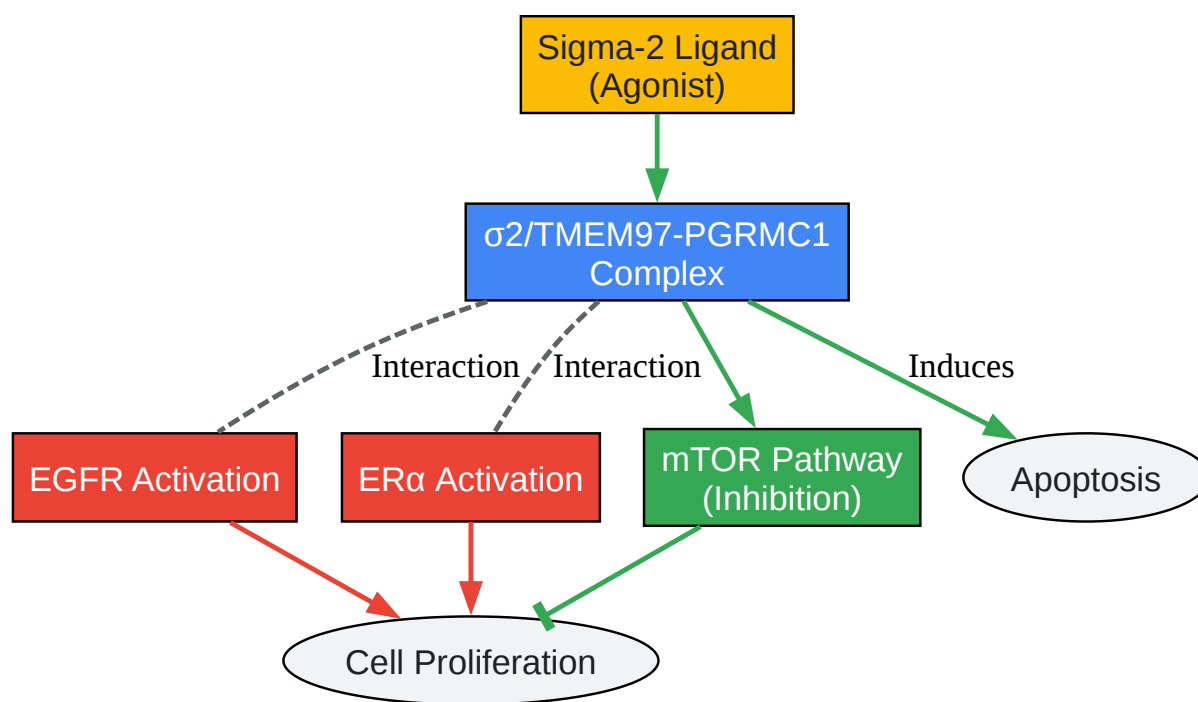 Sigma-2 Ligand
(Agonist)
σ2/TMEM97-PGRMC1
Complex
Interaction
Interaction
Induces
EGFR Activation
ERα Activation
mTOR Pathway
(Inhibition)
Apoptosis
Cell Proliferation